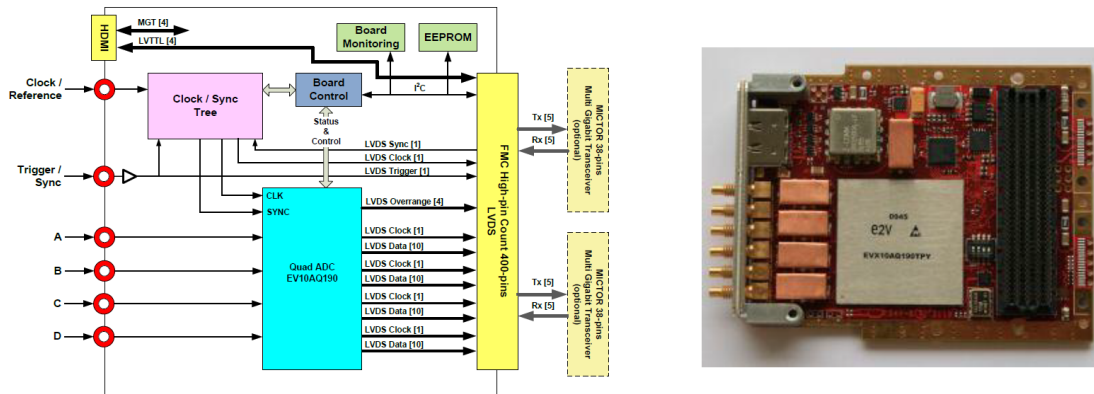 HDMI
MGT [4]
LVTTL [4]
Board
Monitoring
EEPROM
Clock /
Reference
Clock / Sync
Tree
Board
Control
I²C
Status
&
Control
LVDS Sync [1]
LVDS Clock [1]
LVDS Trigger [1]
Trigger /
Sync
CLK
SYNC
LVDS Overrange [4]
A
B
C
D
Quad ADC
EV10AQ190
LVDS Clock [1]
LVDS Data [10]
LVDS Clock [1]
LVDS Data [10]
LVDS Clock [1]
LVDS Data [10]
LVDS Clock [1]
LVDS Data [10]
FMC High-pin Count 400-pins
LVDS
Tx [5]
Rx [5]
MICTOR 38-pins
Multi Gigabit Transceiver
(optional)
Tx [5]
Rx [5]
MICTOR 38-pins
Multi Gigabit Transceiver
(optional)
0945
e2v
EVX10AQ190TPY